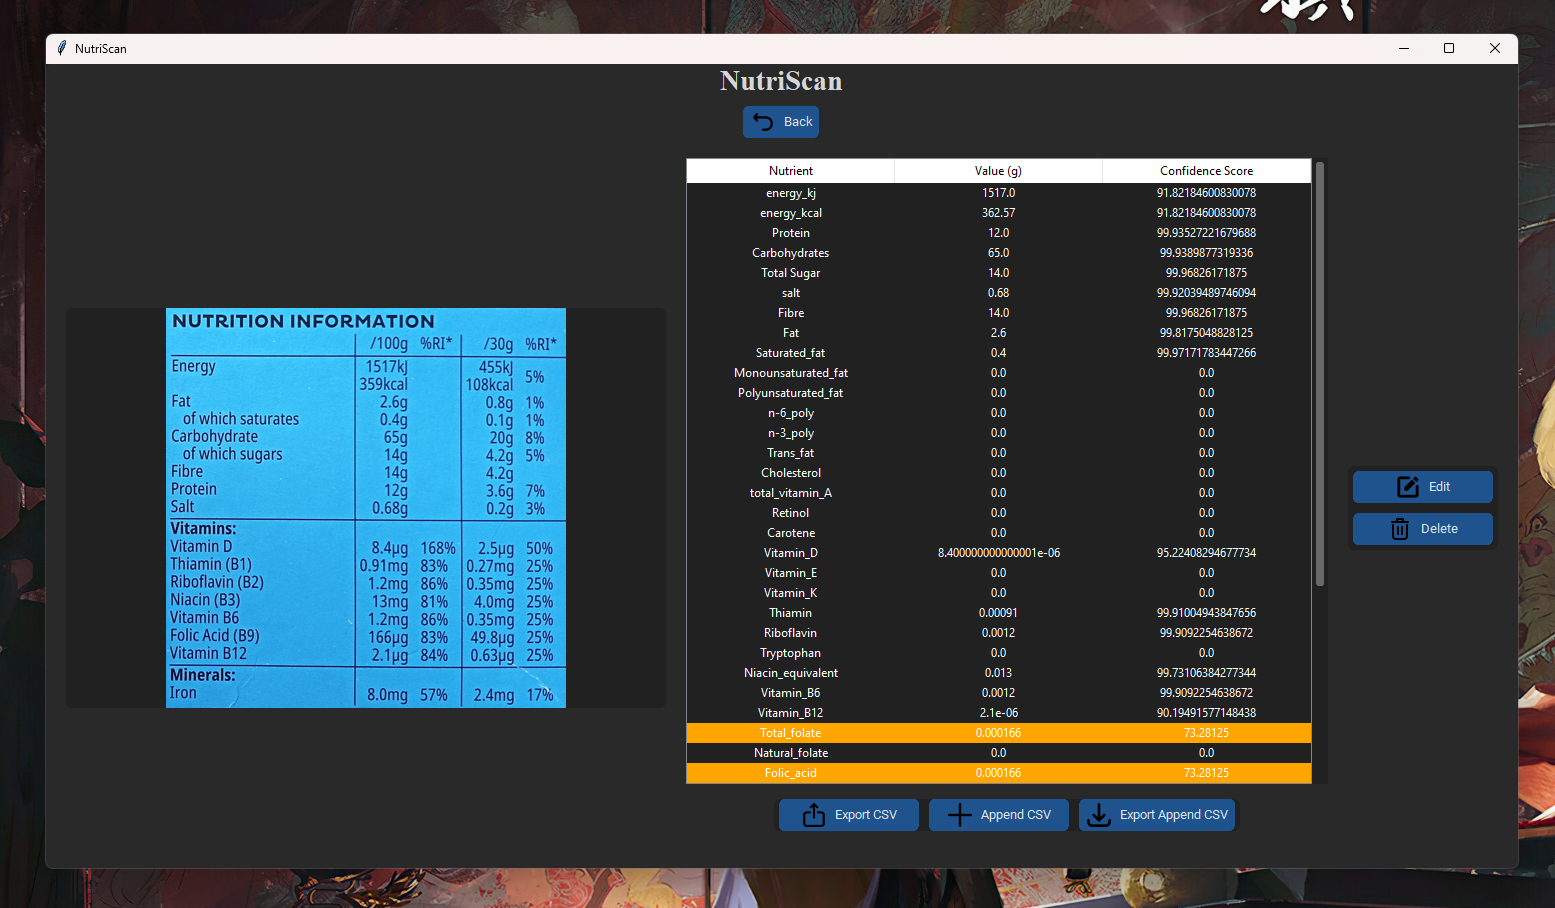 NutriScan
NutriScan
Back
NUTRITION INFORMATION
/100g %RI* /30g %RI*
Energy 1517kJ 455kJ 5%
359kcal 108kcal
Fat 2.6g 0.8g 1%
of which saturates 0.4g 0.1g 1%
Carbohydrate 65g 20g 8%
of which sugars 14g 4.2g 5%
Fibre 14g 4.2g
Protein 12g 3.6g 7%
Salt 0.68g 0.2g 3%
Vitamins:
Vitamin D 8.4µg 168% 2.5µg 50%
Thiamin (B1) 0.91mg 83% 0.27mg 25%
Riboflavin (B2) 1.2mg 86% 0.35mg 25%
Niacin (B3) 13mg 81% 4.0mg 25%
Vitamin B6 1.2mg 86% 0.35mg 25%
Folic Acid (B9) 166µg 83% 49.8µg 25%
Vitamin B12 2.1µg 84% 0.63µg 25%
Minerals:
Iron 8.0mg 57% 2.4mg 17%
Nutrient Value (g) Confidence Score
energy_kj 1517.0 91.82184600830078
energy_kcal 362.57 91.82184600830078
Protein 12.0 99.93527221679688
Carbohydrates 65.0 99.9389877319336
Total Sugar 14.0 99.96826171875
salt 0.68 99.92039489746094
Fibre 14.0 99.96826171875
Fat 2.6 99.8175048828125
Saturated_fat 0.4 99.97171783447266
Monounsaturated_fat 0.0 0.0
Polyunsaturated_fat 0.0 0.0
n-6_poly 0.0 0.0
n-3_poly 0.0 0.0
Trans_fat 0.0 0.0
Cholesterol 0.0 0.0
total_vitamin_A 0.0 0.0
Retinol 0.0 0.0
Carotene 0.0 0.0
Vitamin_D 8.400000000000001e-06 95.22408294677734
Vitamin_E 0.0 0.0
Vitamin_K 0.0 0.0
Thiamin 0.00091 99.91004943847656
Riboflavin 0.0012 99.9092254638672
Tryptophan 0.0 0.0
Niacin_equivalent 0.013 99.73106384277344
Vitamin_B6 0.0012 99.9092254638672
Vitamin_B12 2.1e-06 90.19491577148438
Total_folate 0.000166 73.28125
Natural_folate 0.0 0.0
Folic_acid 0.000166 73.28125
Edit
Delete
Export CSV Append CSV Export Append CSV